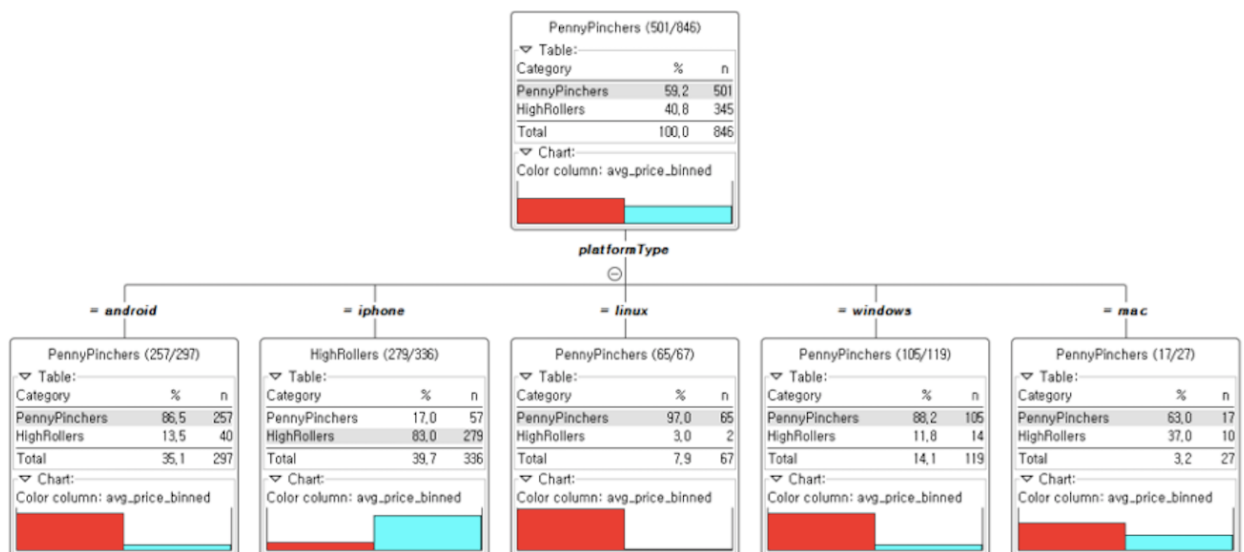 PennyPinchers (501/846)
Table:
Category % n
PennyPinchers 59,2 501
HighRollers 40,8 345
Total 100,0 846
Chart:
Color column: avg_price_binned
platformType
= android
= iphone
= linux
= windows
= mac
PennyPinchers (257/297)
Table:
Category % n
PennyPinchers 86,5 257
HighRollers 13,5 40
Total 35,1 297
Chart:
Color column: avg_price_binned
HighRollers (279/336)
Table:
Category % n
PennyPinchers 17,0 57
HighRollers 83,0 279
Total 39,7 336
Chart:
Color column: avg_price_binned
PennyPinchers (65/67)
Table:
Category % n
PennyPinchers 97,0 65
HighRollers 3,0 2
Total 7,9 67
Chart:
Color column: avg_price_binned
PennyPinchers (105/119)
Table:
Category % n
PennyPinchers 88,2 105
HighRollers 11,8 14
Total 14,1 119
Chart:
Color column: avg_price_binned
PennyPinchers (17/27)
Table:
Category % n
PennyPinchers 63,0 17
HighRollers 37,0 10
Total 3,2 27
Chart:
Color column: avg_price_binned